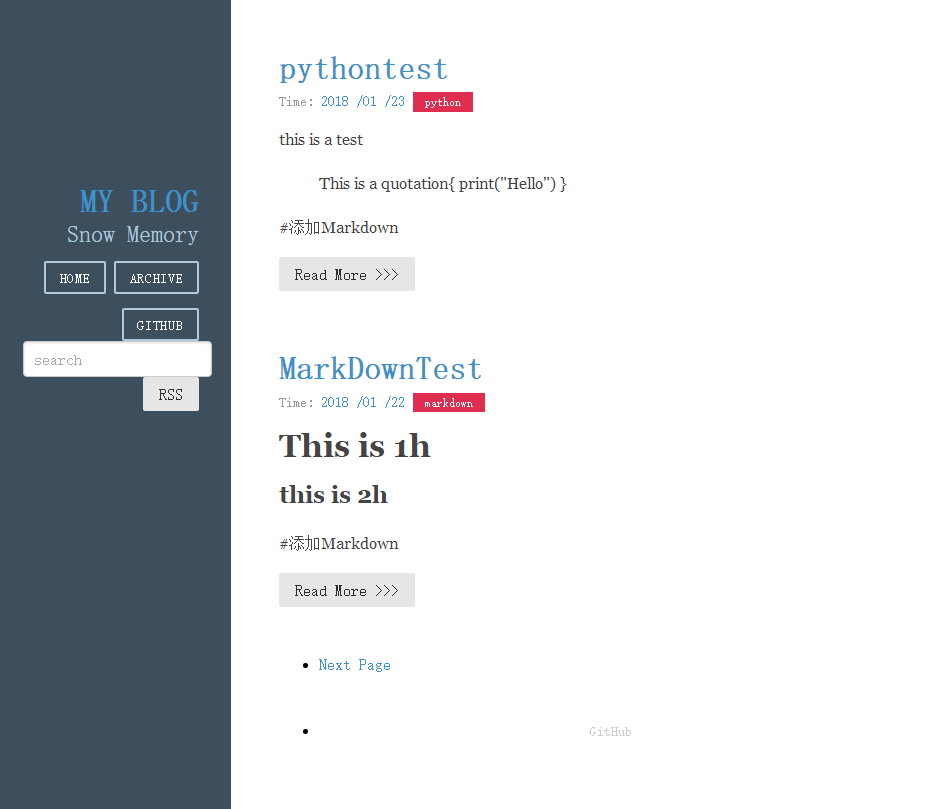 MY BLOG
Snow Memory
HOME ARCHIVE
GITHUB
search
RSS
pythontest
Time: 2018 /01 /23 python
this is a test
This is a quotation{ print("Hello") }
#添加Markdown
Read More >>>
MarkDownTest
Time: 2018 /01 /22 markdown
This is 1h
this is 2h
#添加Markdown
Read More >>>
Next Page
GitHub